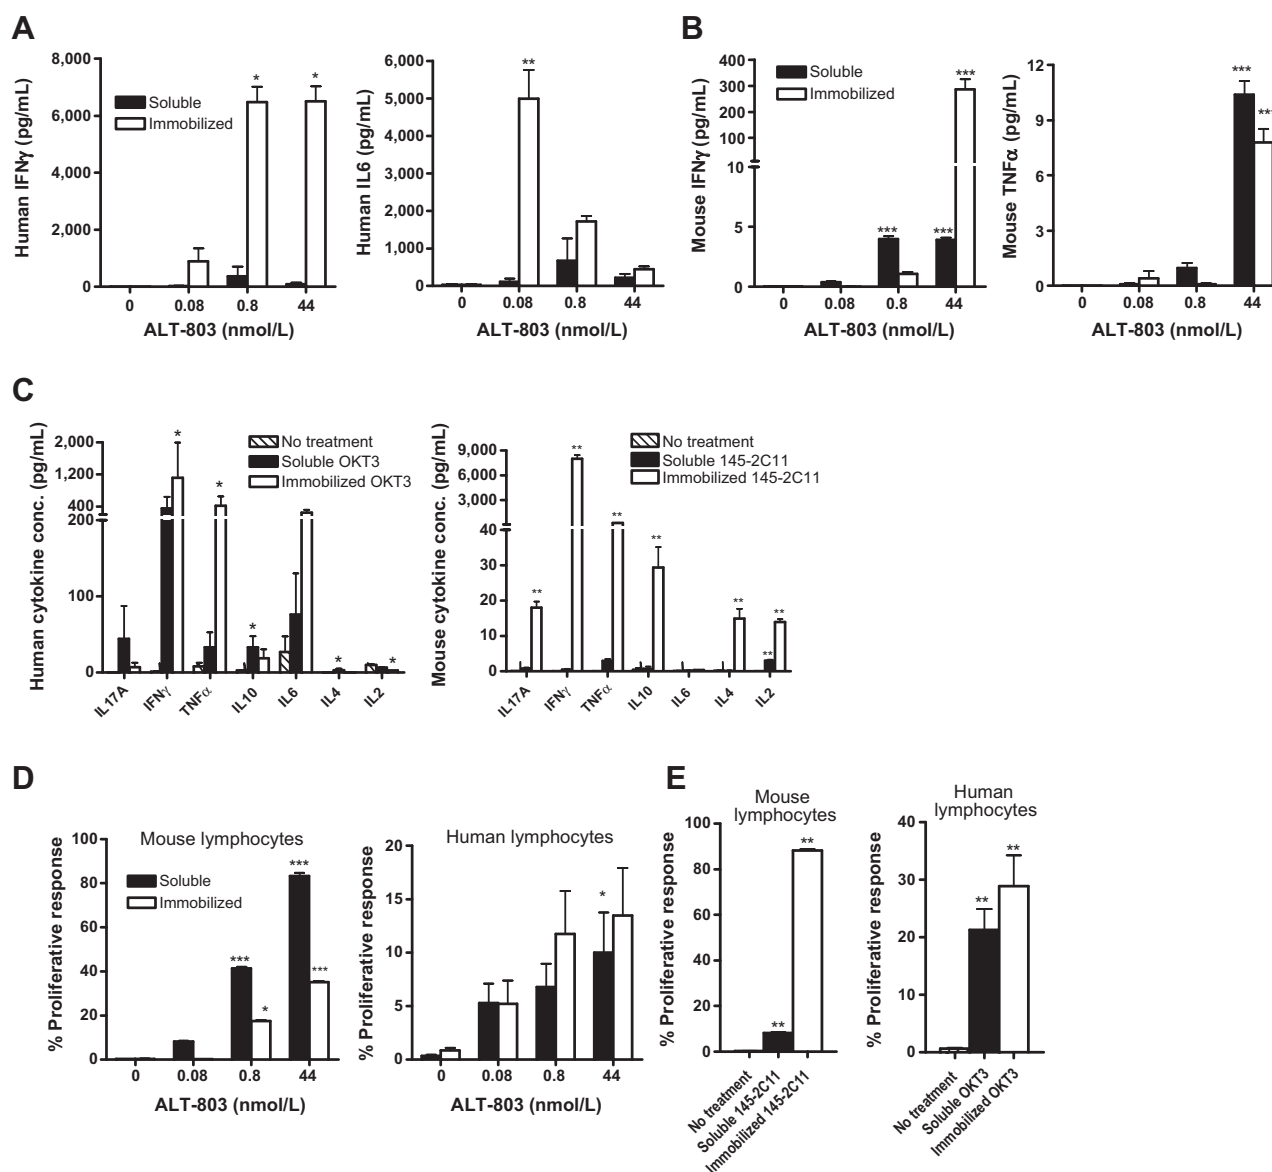 A
8,000
6,000
4,000
2,000
0
Human IFNγ (pg/mL)
Soluble
Immobilized
*
*
0
0.08
0.8
44
ALT-803 (nmol/L)
6,000
5,000
4,000
3,000
2,000
1,000
0
Human IL6 (pg/mL)
**
0
0.08
0.8
44
ALT-803 (nmol/L)
B
400
300
200
100
10
5
0
Mouse IFNγ (pg/mL)
Soluble
Immobilized
***
***
***
0
0.08
0.8
44
ALT-803 (nmol/L)
12
9
6
3
0
Mouse TNFα (pg/mL)
***
***
0
0.08
0.8
44
ALT-803 (nmol/L)
C
2,000
1,200
400
200
100
0
Human cytokine conc. (pg/mL)
No treatment
Soluble OKT3
Immobilized OKT3
*
*
*
*
*
IL17A
IFNγ
TNFα
IL10
IL6
IL4
IL2
9,000
6,000
3,000
40
30
20
10
0
Mouse cytokine conc. (pg/mL)
No treatment
Soluble 145-2C11
Immobilized 145-2C11
**
**
**
**
**
**
**
IL17A
IFNγ
TNFα
IL10
IL6
IL4
IL2
D
Mouse lymphocytes
100
80
60
40
20
0
% Proliferative response
Soluble
Immobilized
***
*
***
***
0
0.08
0.8
44
ALT-803 (nmol/L)
Human lymphocytes
20
15
10
5
0
% Proliferative response
*
0
0.08
0.8
44
ALT-803 (nmol/L)
E
Mouse
lymphocytes
100
80
60
40
20
0
% Proliferative response
**
**
No treatment
Soluble 145-2C11
Immobilized 145-2C11
Human
lymphocytes
40
30
20
10
0
% Proliferative response
**
**
No treatment
Soluble OKT3
Immobilized OKT3